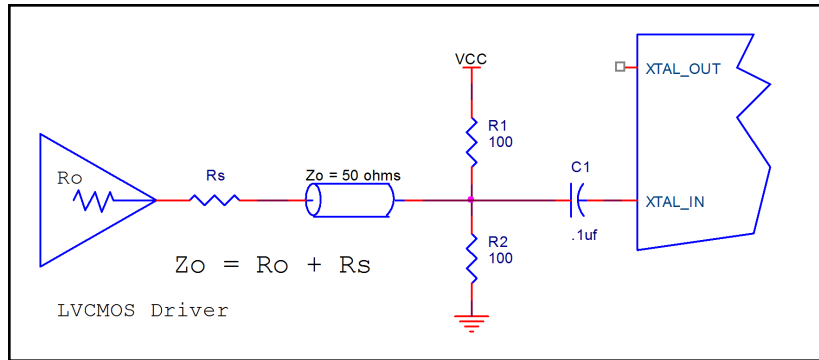 VCC
XTAL_OUT
R1
100
Ro
Rs
Zo = 50 ohms
C1
XTAL_IN
.1uf
R2
100
Zo = Ro + Rs
LVCMOS Driver